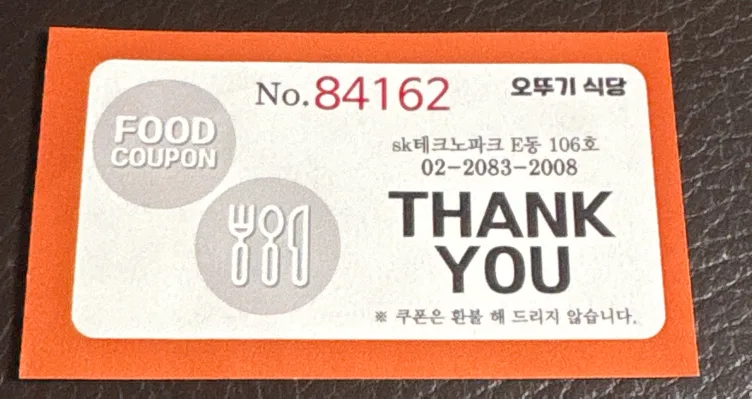 No.84162
오뚜기 식당
FOOD
COUPON
sk테크노파크 E동 106호
02-2083-2008
THANK
YOU
※ 쿠폰은 환불 해 드리지 않습니다.